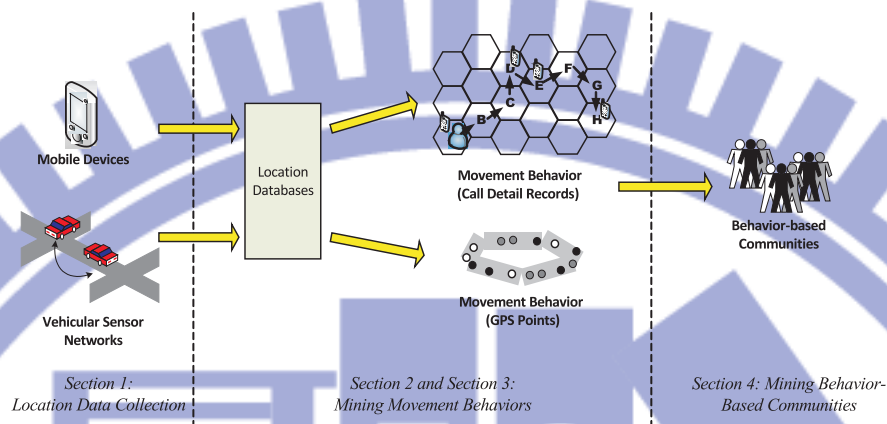 Mobile Devices
Vehicular Sensor
Networks
Location
Databases
D
E
F
G
C
B
H
Movement Behavior
(Call Detail Records)
Movement Behavior
(GPS Points)
Behavior-based
Communities
Section 1:
Location Data Collection
Section 2 and Section 3:
Mining Movement Behaviors
Section 4: Mining Behavior-
Based Communities